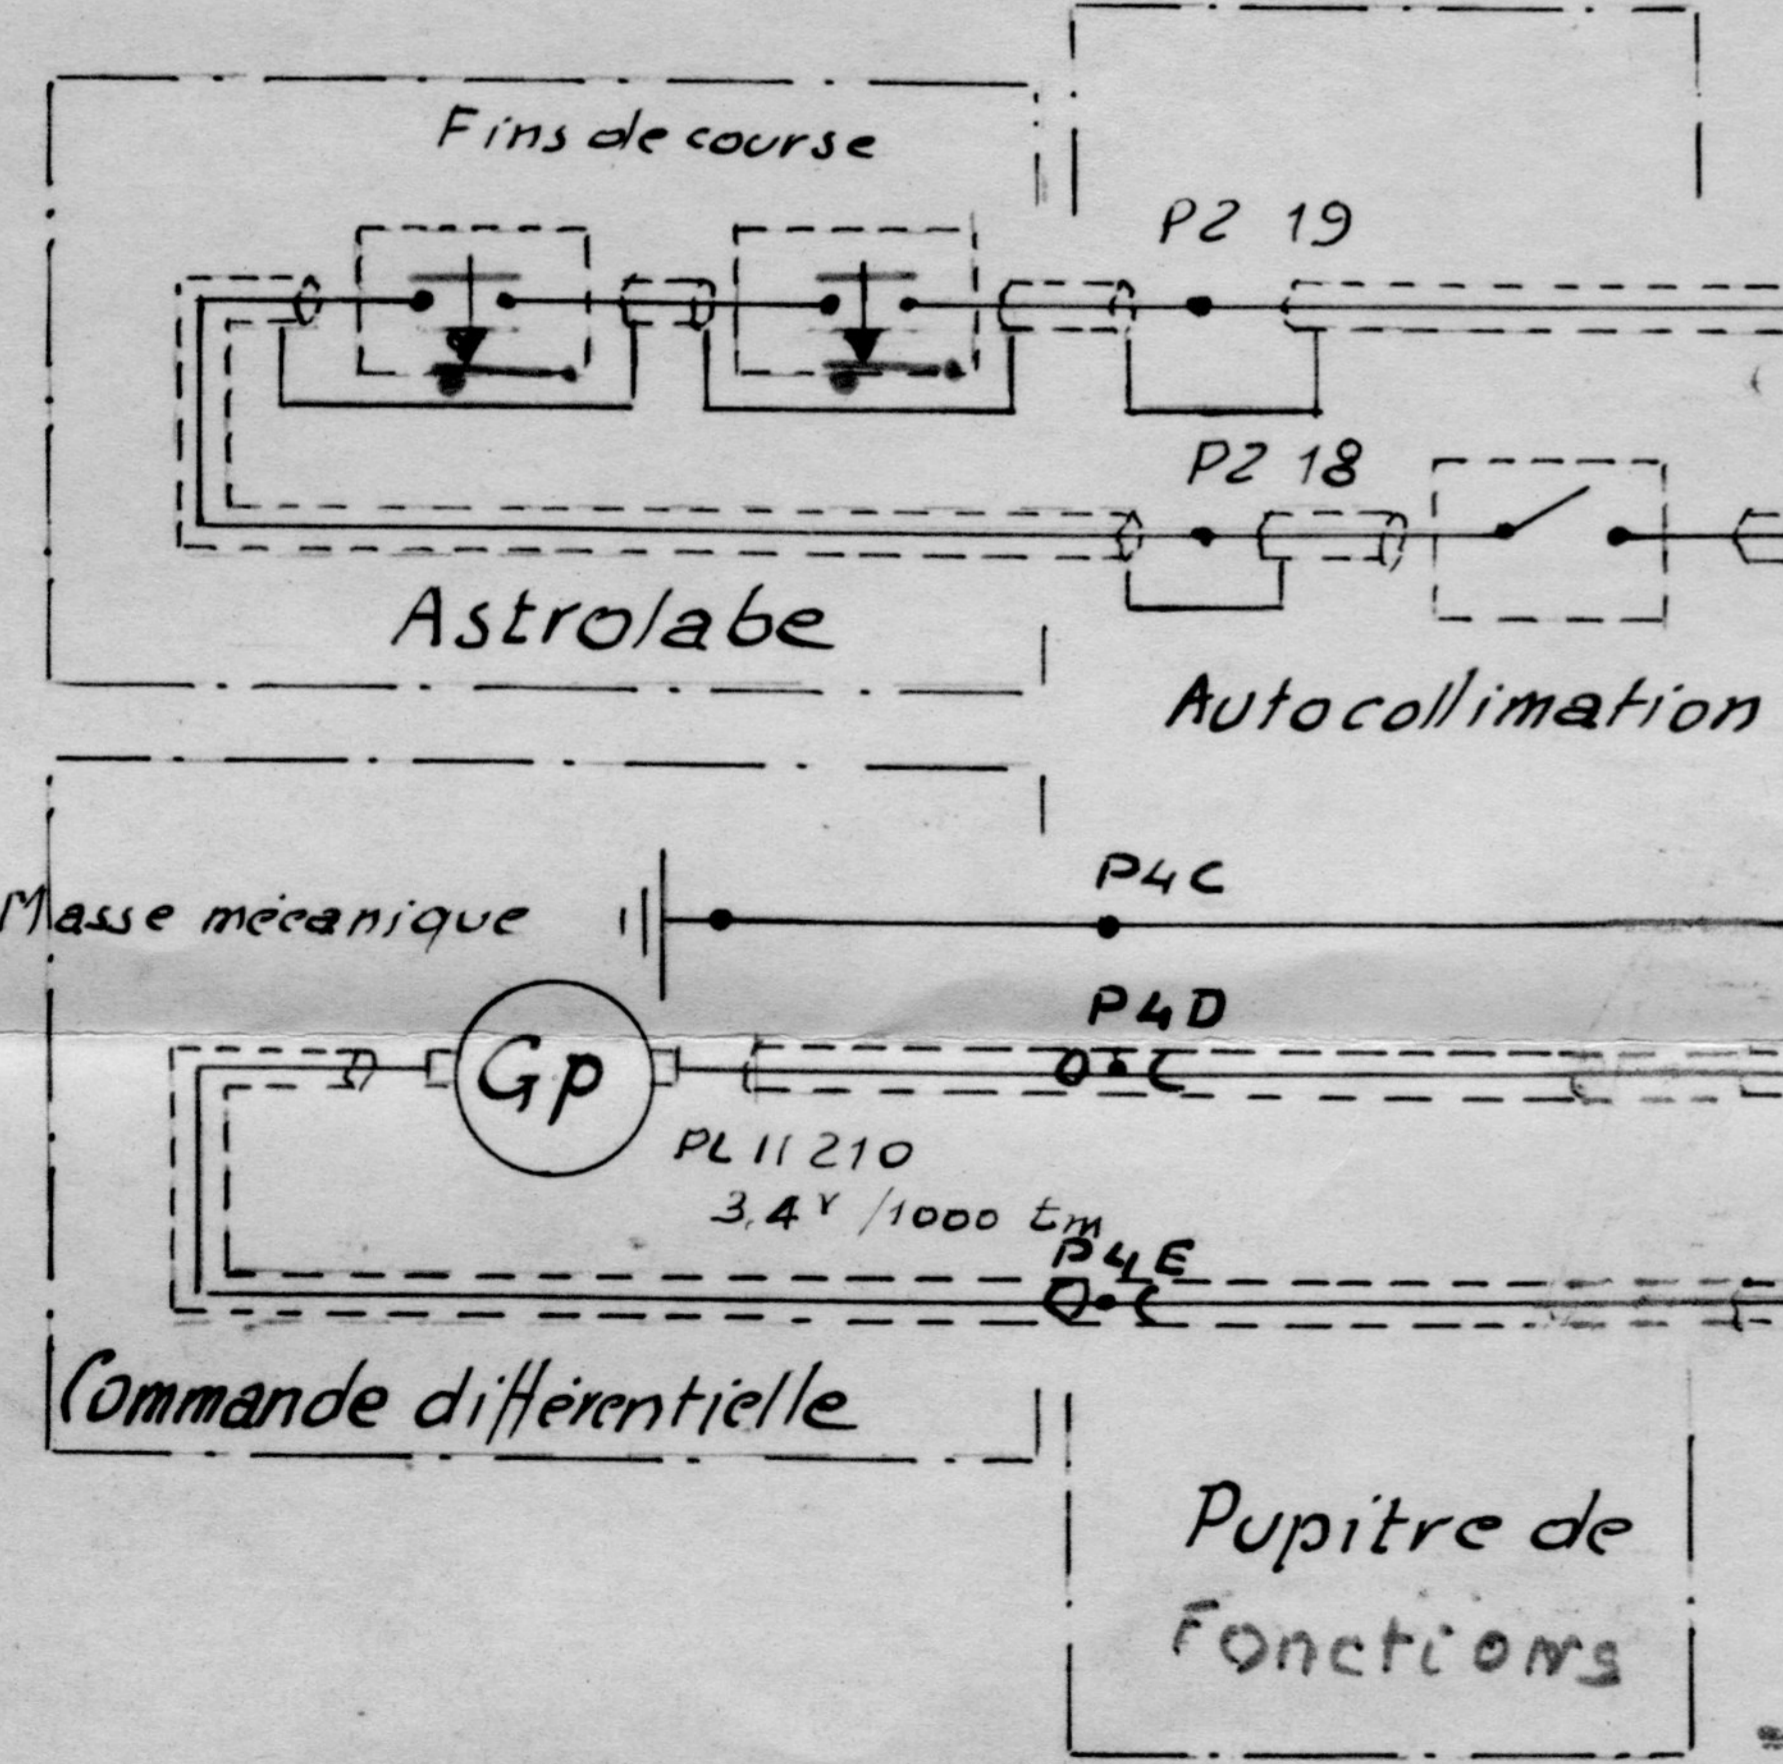 Fins de course
P2 19
P2 18
Astrolabe
Autocollimation
Masse mécanique
P4C
P4D
Gp
PL 11 210
3,4 v /1000 tm
P4E
Commande différentielle
Pupitre de
Fonctions